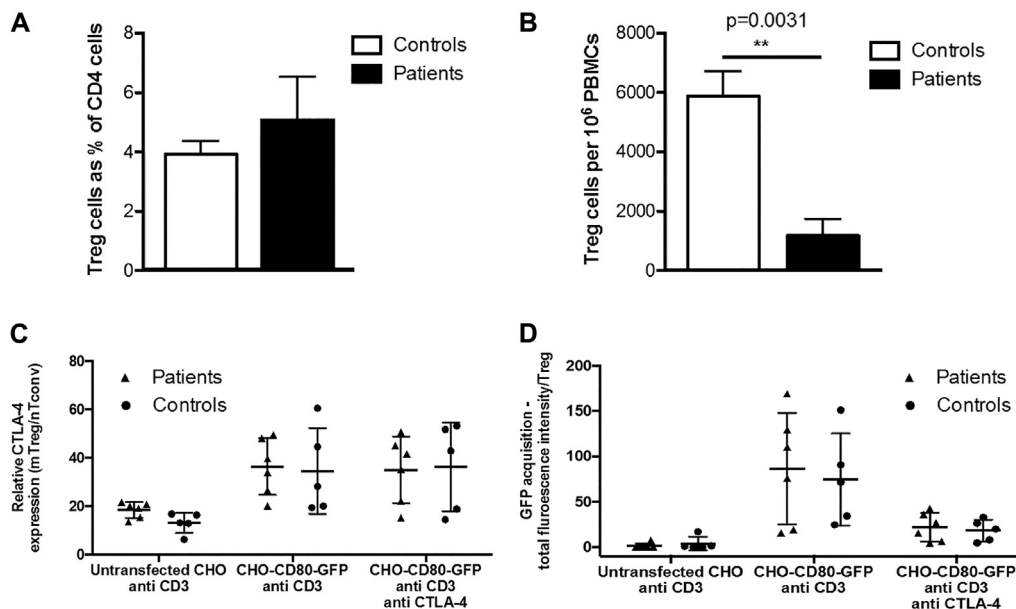 A
Treg cells as % of CD4 cells
8
6
4
2
0
Controls
Patients
B
p=0.0031
**
Treg cells per 10⁶ PBMCs
8000
6000
4000
2000
0
Controls
Patients
C
Relative CTLA-4
expression (mTreg/nTconv)
80
60
40
20
0
Patients
Controls
Untransfected CHO
anti CD3
CHO-CD80-GFP
anti CD3
CHO-CD80-GFP
anti CD3
anti CTLA-4
D
GFP acquisition -
total fluroescence intensity/Treg
200
150
100
50
0
Patients
Controls
Untransfected CHO
anti CD3
CHO-CD80-GFP
anti CD3
CHO-CD80-GFP
anti CD3
anti CTLA-4